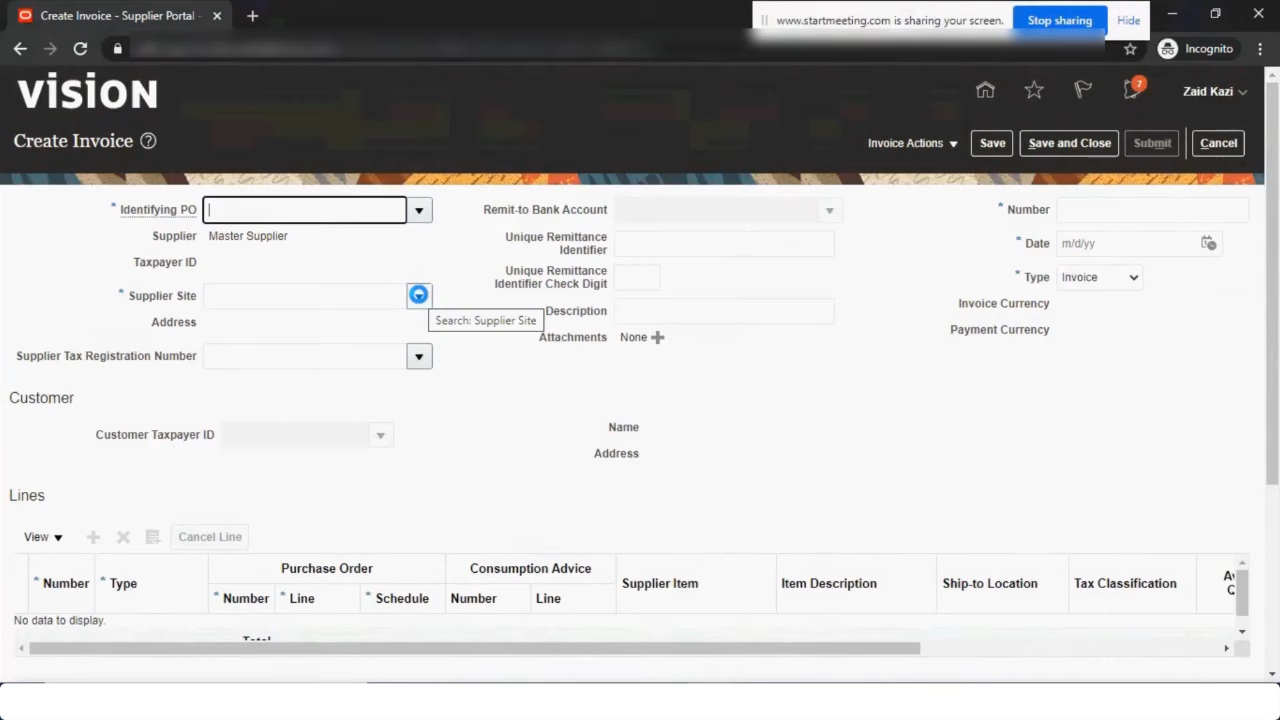 Create Invoice - Supplier Portal -
www.startmeeting.com is sharing your screen. Stop sharing Hide
Incognito
VISION
7
Zaid Kazi
Create Invoice
Invoice Actions Save Save and Close Submit Cancel
* Identifying PO
Supplier Master Supplier
Taxpayer ID
* Supplier Site
Search: Supplier Site
Address
Supplier Tax Registration Number
Remit-to Bank Account
Unique Remittance
Identifier
Unique Remittance
Identifier Check Digit
Description
Attachments None
* Number
* Date m/d/yy
* Type Invoice
Invoice Currency
Payment Currency
Customer
Customer Taxpayer ID
Name
Address
Lines
View Cancel Line
* Number * Type Purchase Order Consumption Advice Supplier Item Item Description Ship-to Location Tax Classification
* Number * Line * Schedule Number Line
No data to display.
Total